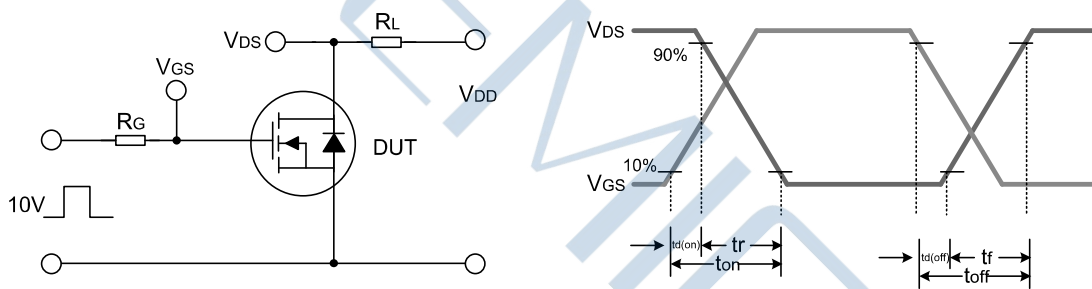 VDS
RL
VGS
VDD
RG
DUT
10V
VDS
90%
10%
VGS
td(on)
tr
ton
td(off)
tf
toff